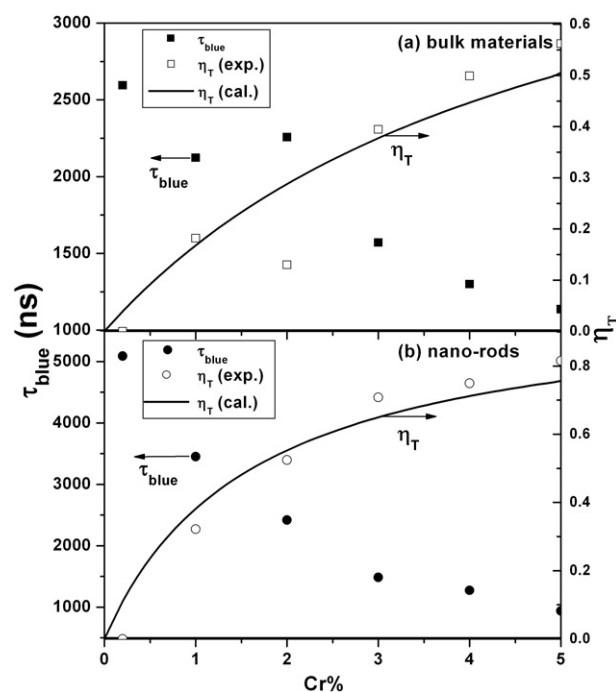 3000
2500
2000
1500
1000
0.6
0.5
0.4
0.3
0.2
0.1
0.0
τblue
ηT (exp.)
ηT (cal.)
(a) bulk materials
τblue
ηT
τblue (ns)
ηT
5000
4000
3000
2000
1000
0.8
0.6
0.4
0.2
0.0
τblue
ηT (exp.)
ηT (cal.)
(b) nano-rods
τblue
ηT
0
1
2
3
4
5
Cr%